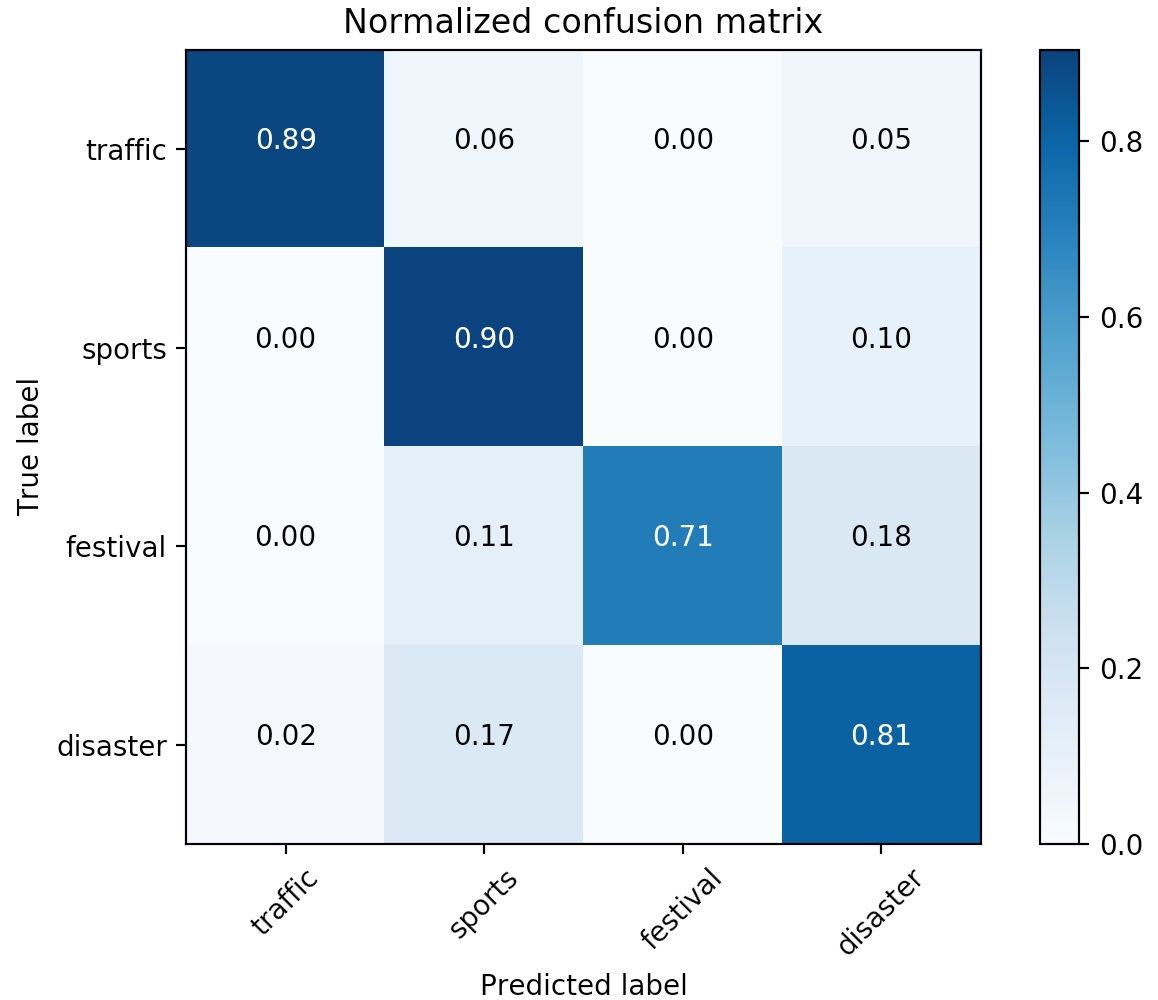 Normalized confusion matrix
traffic 0.89 0.06 0.00 0.05
sports 0.00 0.90 0.00 0.10
festival 0.00 0.11 0.71 0.18
disaster 0.02 0.17 0.00 0.81
traffic sports festival disaster
Predicted label
True label
0.8
0.6
0.4
0.2
0.0